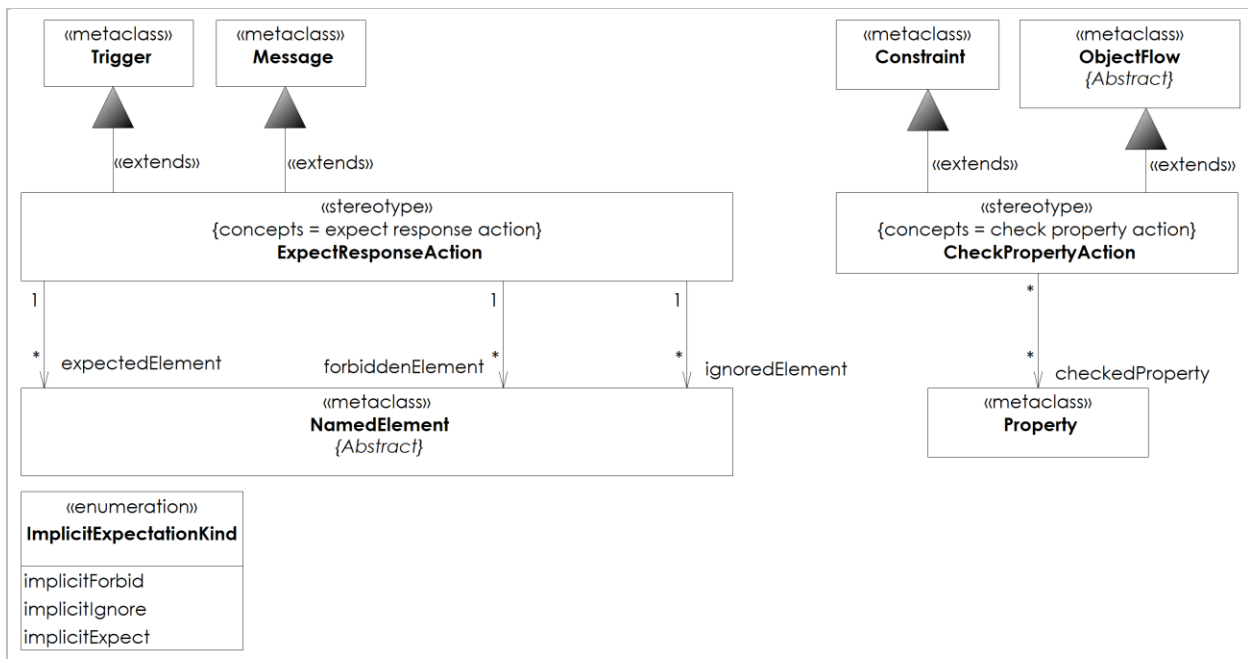 «metaclass»
Trigger
«metaclass»
Message
«metaclass»
Constraint
«metaclass»
ObjectFlow
{Abstract}
«extends»
«extends»
«extends»
«extends»
«stereotype»
{concepts = expect response action}
ExpectResponseAction
«stereotype»
{concepts = check property action}
CheckPropertyAction
1
1
1
*
*
expectedElement
*
forbiddenElement
*
ignoredElement
*
checkedProperty
«metaclass»
NamedElement
{Abstract}
«metaclass»
Property
«enumeration»
ImplicitExpectationKind
implicitForbid
implicitIgnore
implicitExpect